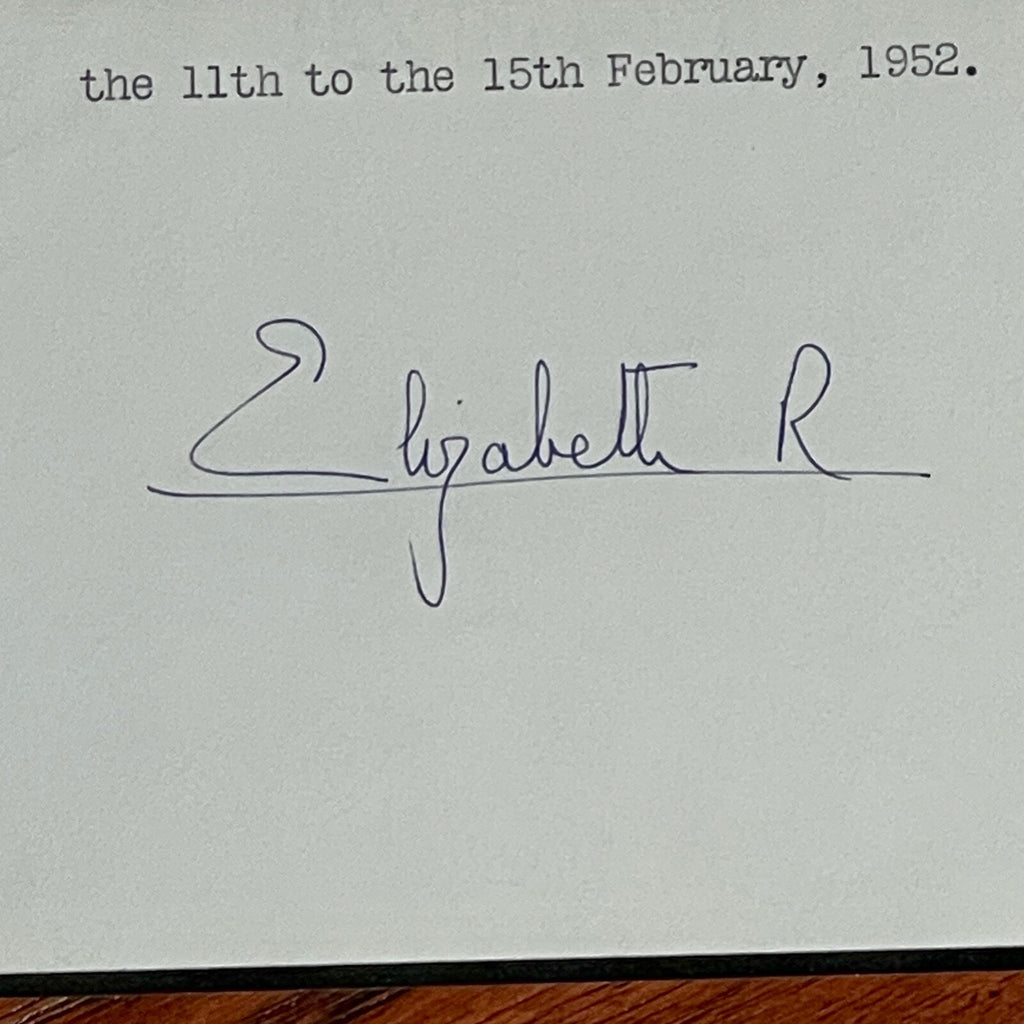 the 11th to the 15th February, 1952.
Elizabeth R